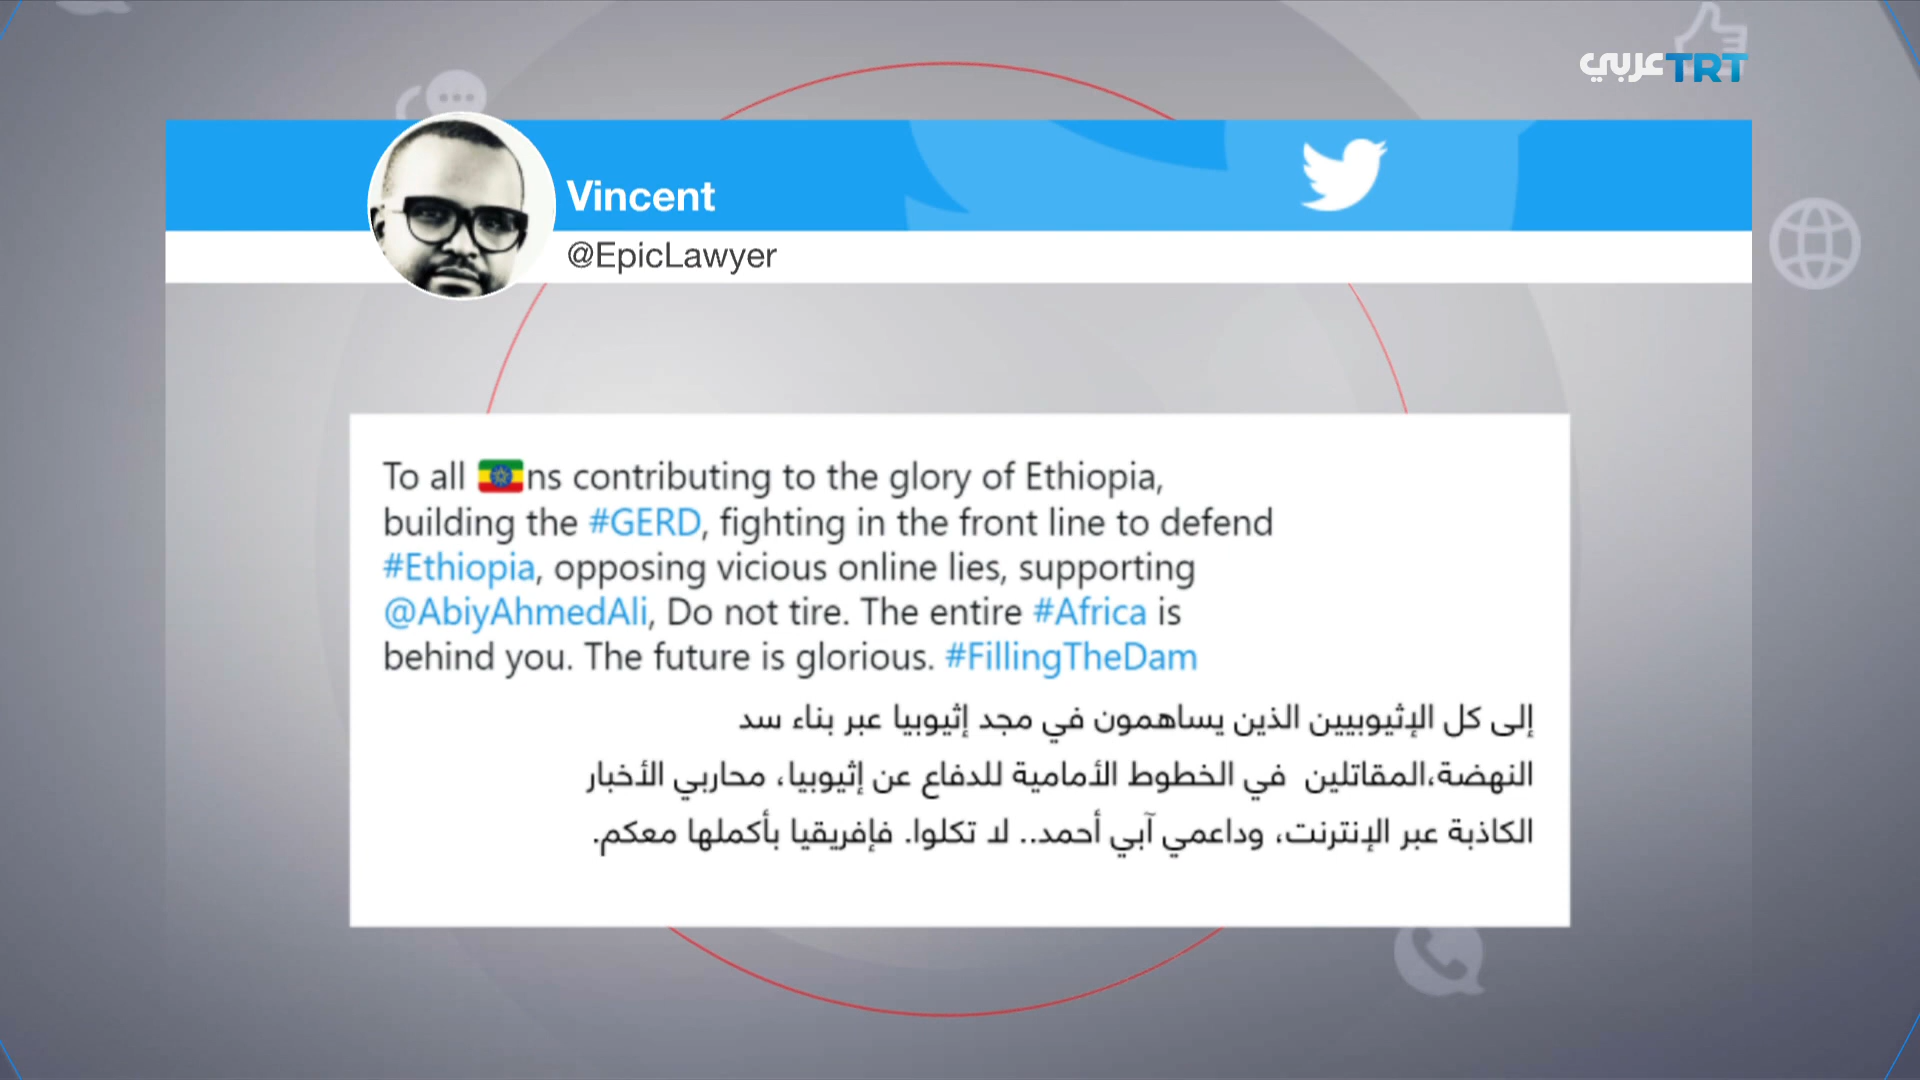 TRT عربي
Vincent
@EpicLawyer
To all 🇪🇹ns contributing to the glory of Ethiopia,
building the #GERD, fighting in the front line to defend
#Ethiopia, opposing vicious online lies, supporting
@AbiyAhmedAli, Do not tire. The entire #Africa is
behind you. The future is glorious. #FillingTheDam
إلى كل الإثيوبيين الذين يساهمون في مجد إثيوبيا عبر بناء سد
النهضة،المقاتلين في الخطوط الأمامية للدفاع عن إثيوبيا، محاربي الأخبار
الكاذبة عبر الإنترنت، وداعمي آبي أحمد.. لا تكلوا. فإفريقيا بأكملها معكم.